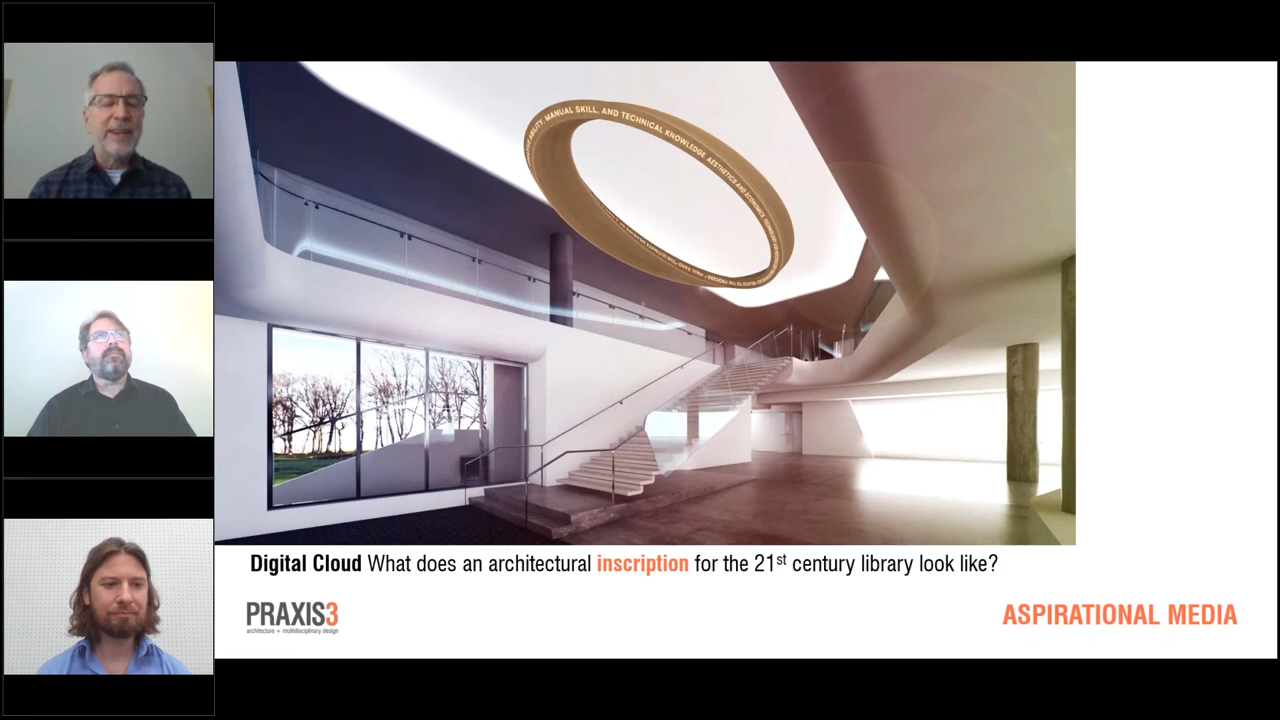 ABILITY, MANUAL SKILL, AND TECHNICAL KNOWLEDGE. AESTHETICS AND ECONOMICS
Digital Cloud What does an architectural inscription for the 21st century library look like?
PRAXIS3
architecture + multidisciplinary design
ASPIRATIONAL MEDIA